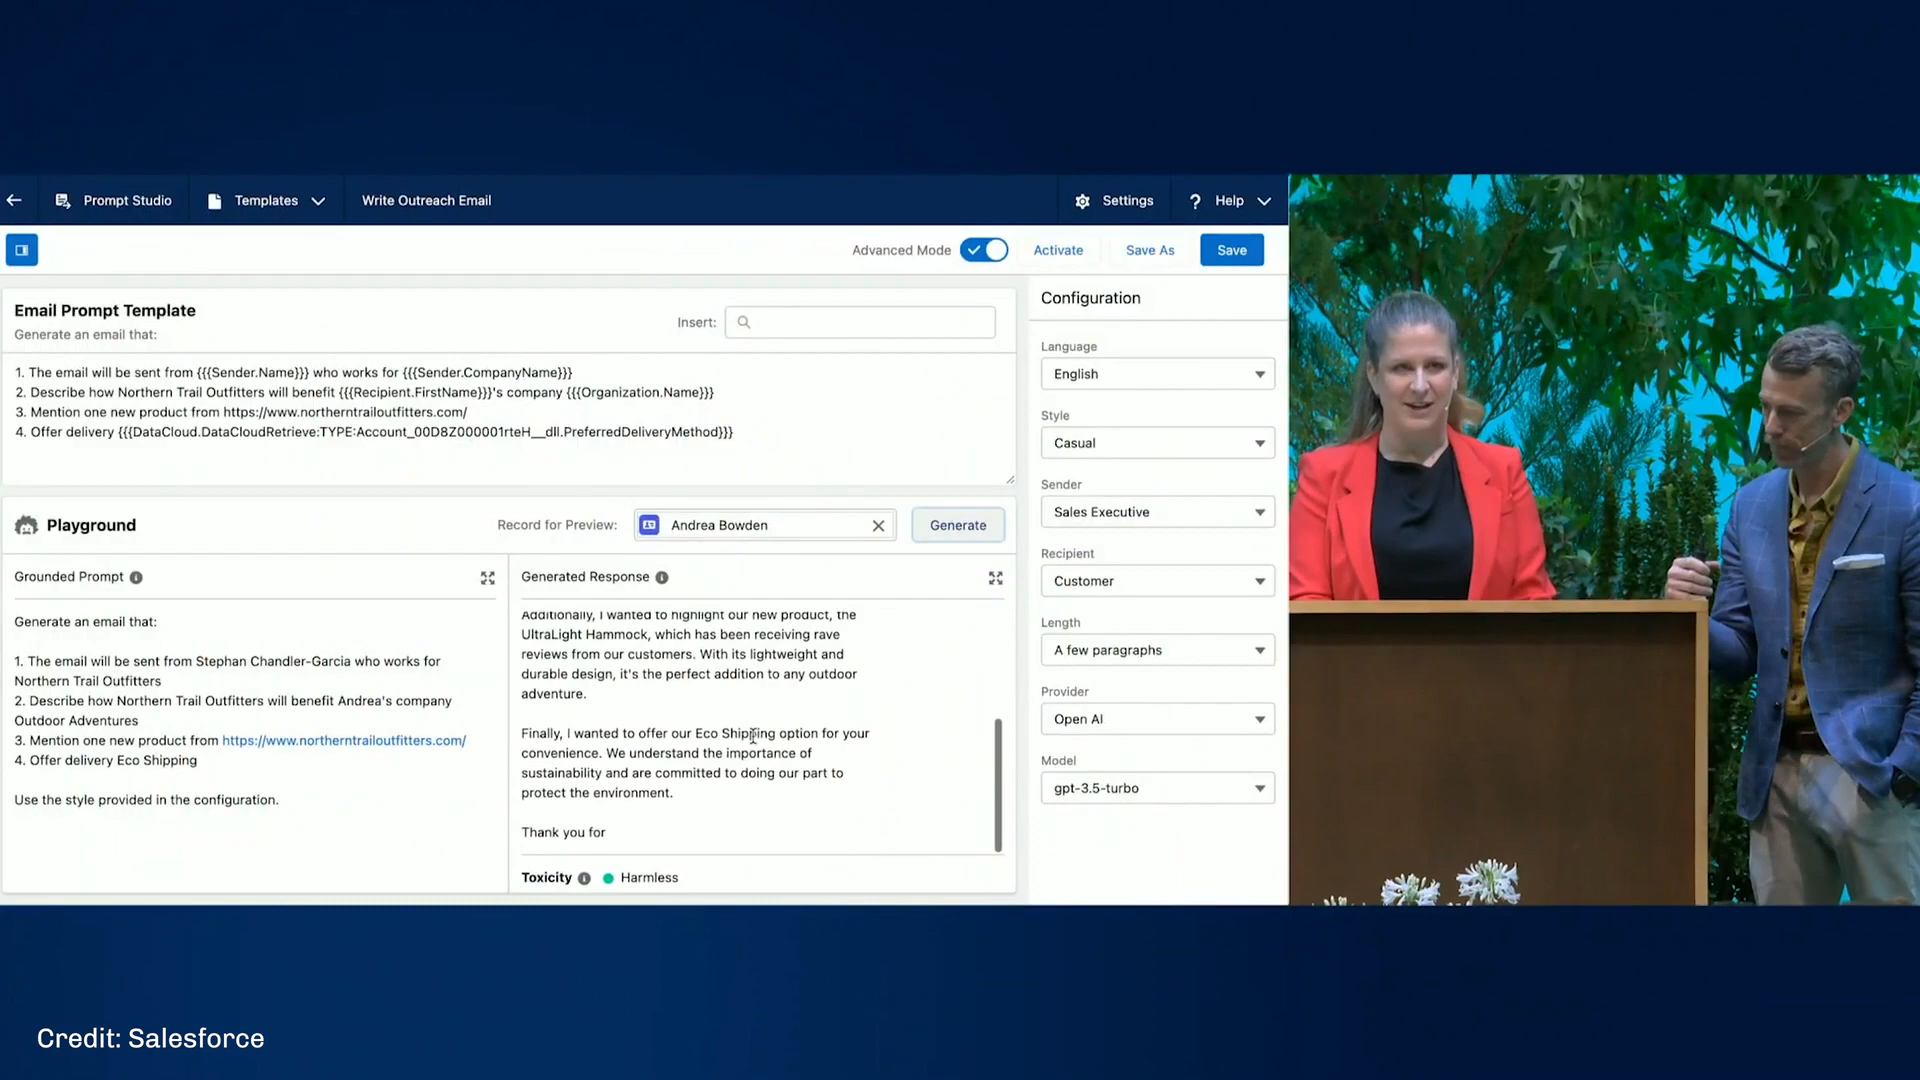 Prompt Studio
Templates
Write Outreach Email
Settings
? Help
Advanced Mode
Activate
Save As
Save
Email Prompt Template
Generate an email that:
Insert:
1. The email will be sent from {{{Sender.Name}}} who works for {{{Sender.CompanyName}}}
2. Describe how Northern Trail Outfitters will benefit {{{Recipient.FirstName}}}'s company {{{Organization.Name}}}
3. Mention one new product from https://www.northerntrailoutfitters.com/
4. Offer delivery {{{DataCloud.DataCloudRetrieve:TYPE:Account_00D8Z000001rteH__dll.PreferredDeliveryMethod}}}
Playground
Record for Preview:
Andrea Bowden
Generate
Grounded Prompt
Generate an email that:
1. The email will be sent from Stephan Chandler-Garcia who works for
Northern Trail Outfitters
2. Describe how Northern Trail Outfitters will benefit Andrea's company
Outdoor Adventures
3. Mention one new product from https://www.northerntrailoutfitters.com/
4. Offer delivery Eco Shipping
Use the style provided in the configuration.
Generated Response
Additionally, I wanted to highlight our new product, the
UltraLight Hammock, which has been receiving rave
reviews from our customers. With its lightweight and
durable design, it's the perfect addition to any outdoor
adventure.
Finally, I wanted to offer our Eco Shipping option for your
convenience. We understand the importance of
sustainability and are committed to doing our part to
protect the environment.
Thank you for
Toxicity
Harmless
Configuration
Language
English
Style
Casual
Sender
Sales Executive
Recipient
Customer
Length
A few paragraphs
Provider
Open AI
Model
gpt-3.5-turbo
Credit: Salesforce